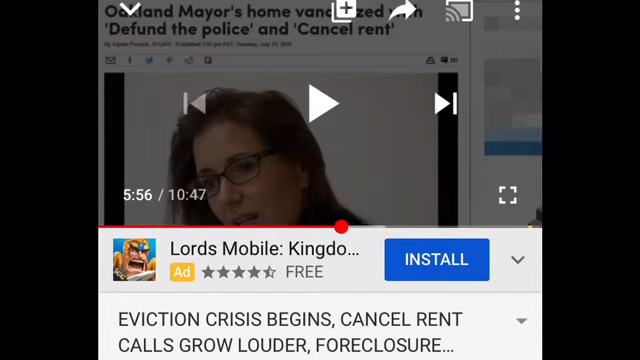 Oakland Mayor's home vandalized with
'Defund the police' and 'Cancel rent'
5:56 / 10:47
Lords Mobile: Kingdo...
Ad FREE
INSTALL
EVICTION CRISIS BEGINS, CANCEL RENT
CALLS GROW LOUDER, FORECLOSURE...